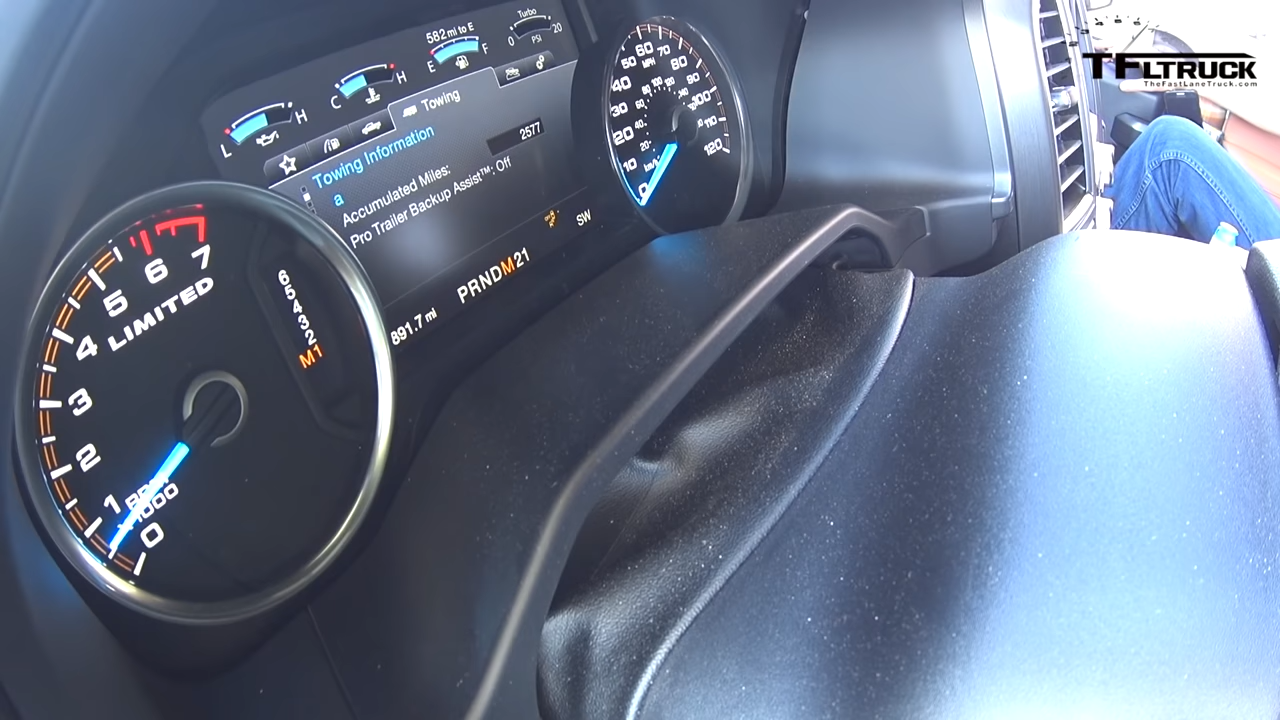 TFLTRUCK
TheFastLaneTruck.com
582 mi to E
Turbo
0 PSI 20
E F
C H
L H
Towing
Towing Information
a
Accumulated Miles: 2577
Pro Trailer Backup Assist™: Off
SW
PRNDM21
891.7 mi
7
6
5
4
3
2
1
0
LIMITED
RPM
x1000
6
5
4
3
2
M1
0
10
20
30
40
50
60
70
80
90
100
110
120
MPH
km/h